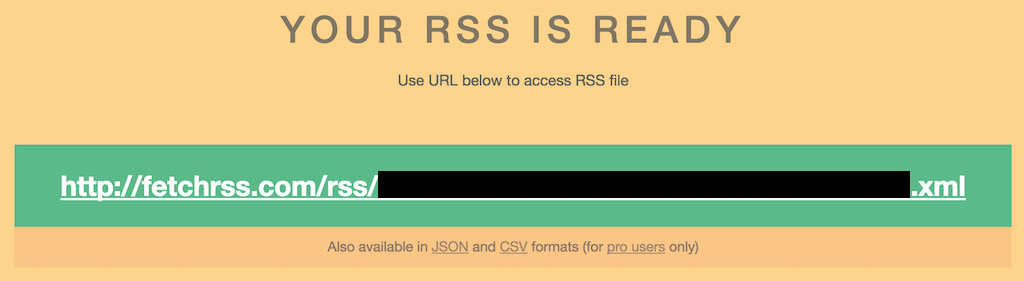 YOUR RSS IS READY
Use URL below to access RSS file
http://fetchrss.com/rss/ .xml
Also available in JSON and CSV formats (for pro users only)